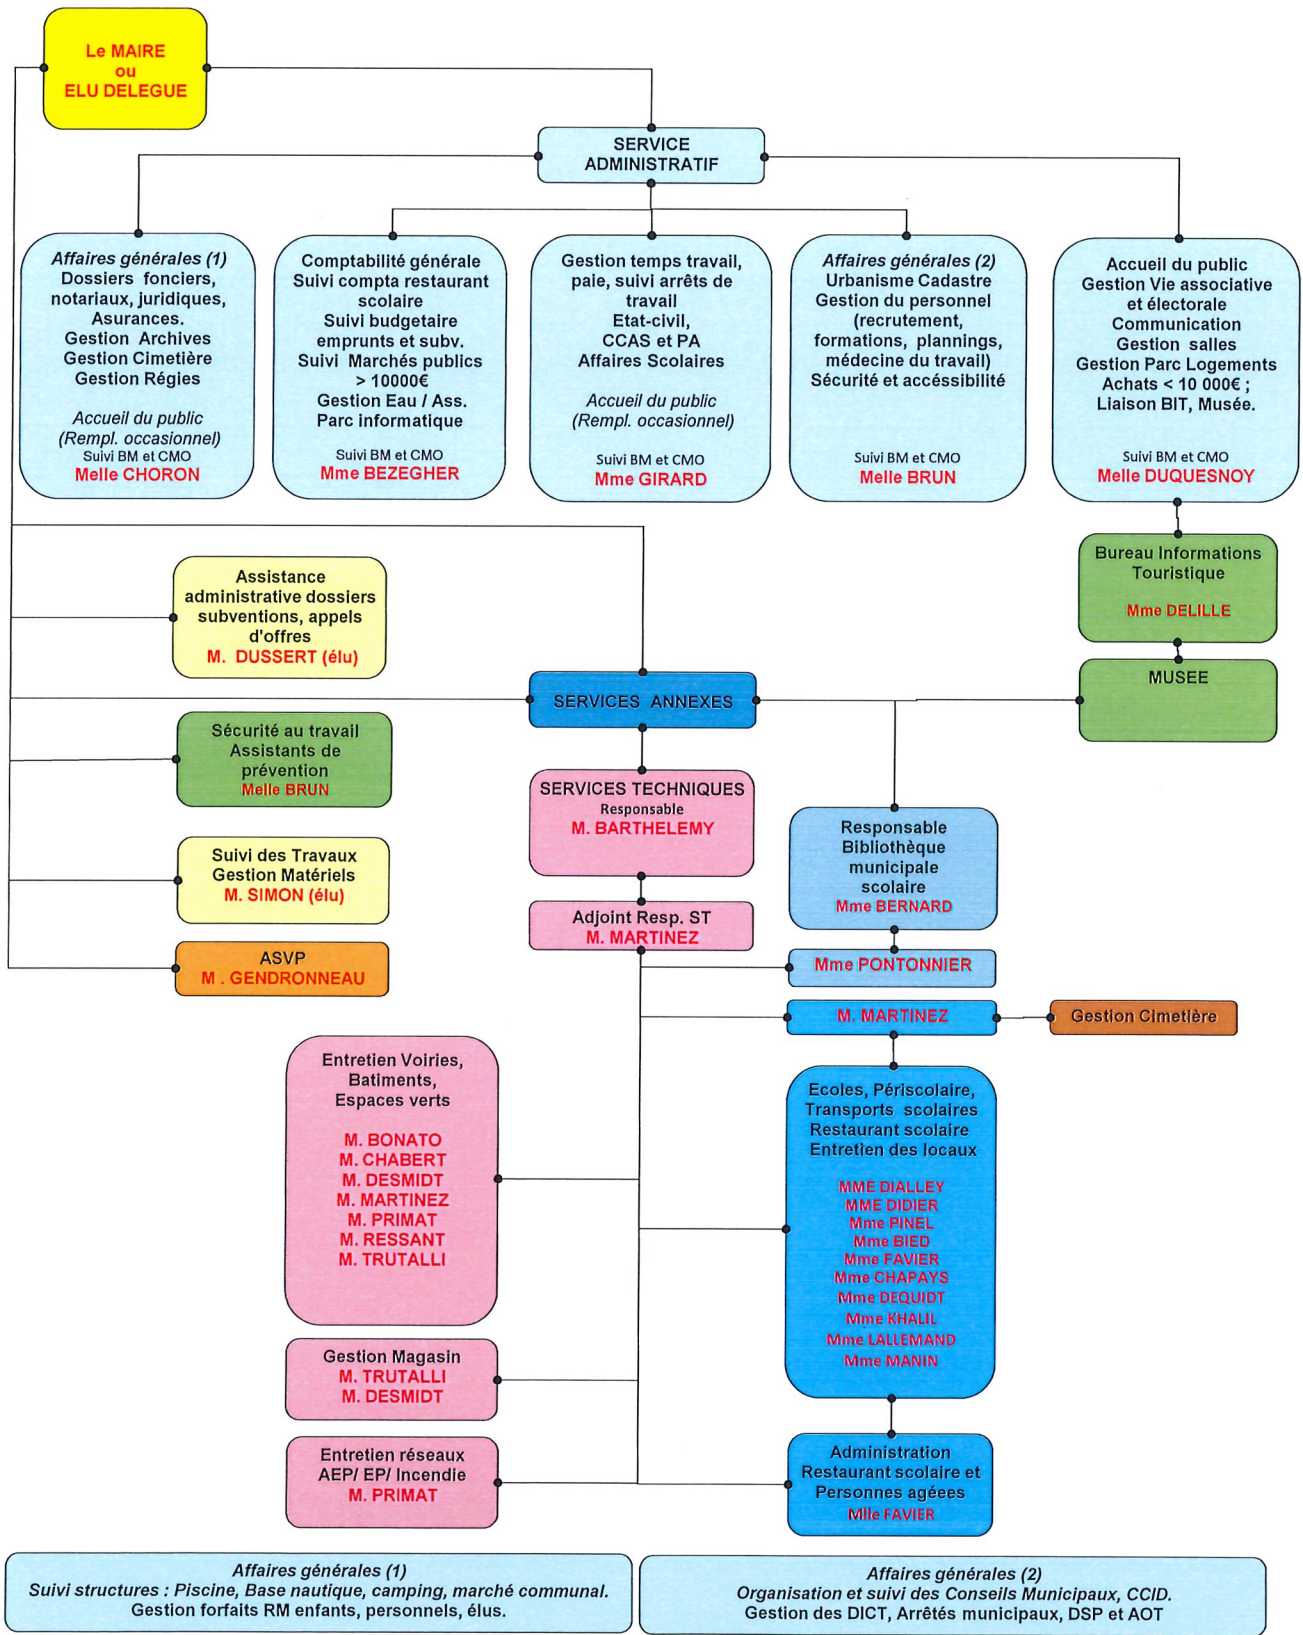 Le MAIRE
ou
ELU DELEGUE
SERVICE
ADMINISTRATIF
Affaires générales (1)
Dossiers fonciers,
notariaux, juridiques,
Asurances.
Gestion Archives
Gestion Cimetière
Gestion Régies
Accueil du public
(Rempl. occasionnel)
Suivi BM et CMO
Melle CHORON
Comptabilité générale
Suivi compta restaurant
scolaire
Suivi budgetaire
emprunts et subv.
Suivi Marchés publics
> 10000€
Gestion Eau / Ass.
Parc informatique
Suivi BM et CMO
Mme BEZEGHER
Gestion temps travail,
paie, suivi arrêts de
travail
Etat-civil,
CCAS et PA
Affaires Scolaires
Accueil du public
(Rempl. occasionnel)
Suivi BM et CMO
Mme GIRARD
Affaires générales (2)
Urbanisme Cadastre
Gestion du personnel
(recrutement,
formations, plannings,
médecine du travail)
Sécurité et accéssibilité
Suivi BM et CMO
Melle BRUN
Accueil du public
Gestion Vie associative
et électorale
Communication
Gestion salles
Gestion Parc Logements
Achats < 10 000€ ;
Liaison BIT, Musée.
Suivi BM et CMO
Melle DUQUESNOY
Bureau Informations
Touristique
Mme DELILLE
MUSEE
Assistance
administrative dossiers
subventions, appels
d'offres
M. DUSSERT (élu)
Sécurité au travail
Assistants de
prévention
Melle BRUN
Suivi des Travaux
Gestion Matériels
M. SIMON (élu)
ASVP
M . GENDRONNEAU
SERVICES ANNEXES
SERVICES TECHNIQUES
Responsable
M. BARTHELEMY
Adjoint Resp. ST
M. MARTINEZ
Responsable
Bibliothèque
municipale
scolaire
Mme BERNARD
Mme PONTONNIER
M. MARTINEZ
Gestion Cimetière
Entretien Voiries,
Batiments,
Espaces verts
M. BONATO
M. CHABERT
M. DESMIDT
M. MARTINEZ
M. PRIMAT
M. RESSANT
M. TRUTALLI
Ecoles, Périscolaire,
Transports scolaires
Restaurant scolaire
Entretien des locaux
MME DIALLEY
MME DIDIER
Mme PINEL
Mme BIED
Mme FAVIER
Mme CHAPAYS
Mme DEQUIDT
Mme KHALIL
Mme LALLEMAND
Mme MANIN
Gestion Magasin
M. TRUTALLI
M. DESMIDT
Entretien réseaux
AEP/ EP/ Incendie
M. PRIMAT
Administration
Restaurant scolaire et
Personnes agéees
Mlle FAVIER
Affaires générales (1)
Suivi structures : Piscine, Base nautique, camping, marché communal.
Gestion forfaits RM enfants, personnels, élus.
Affaires générales (2)
Organisation et suivi des Conseils Municipaux, CCID.
Gestion des DICT, Arrêtés municipaux, DSP et AOT